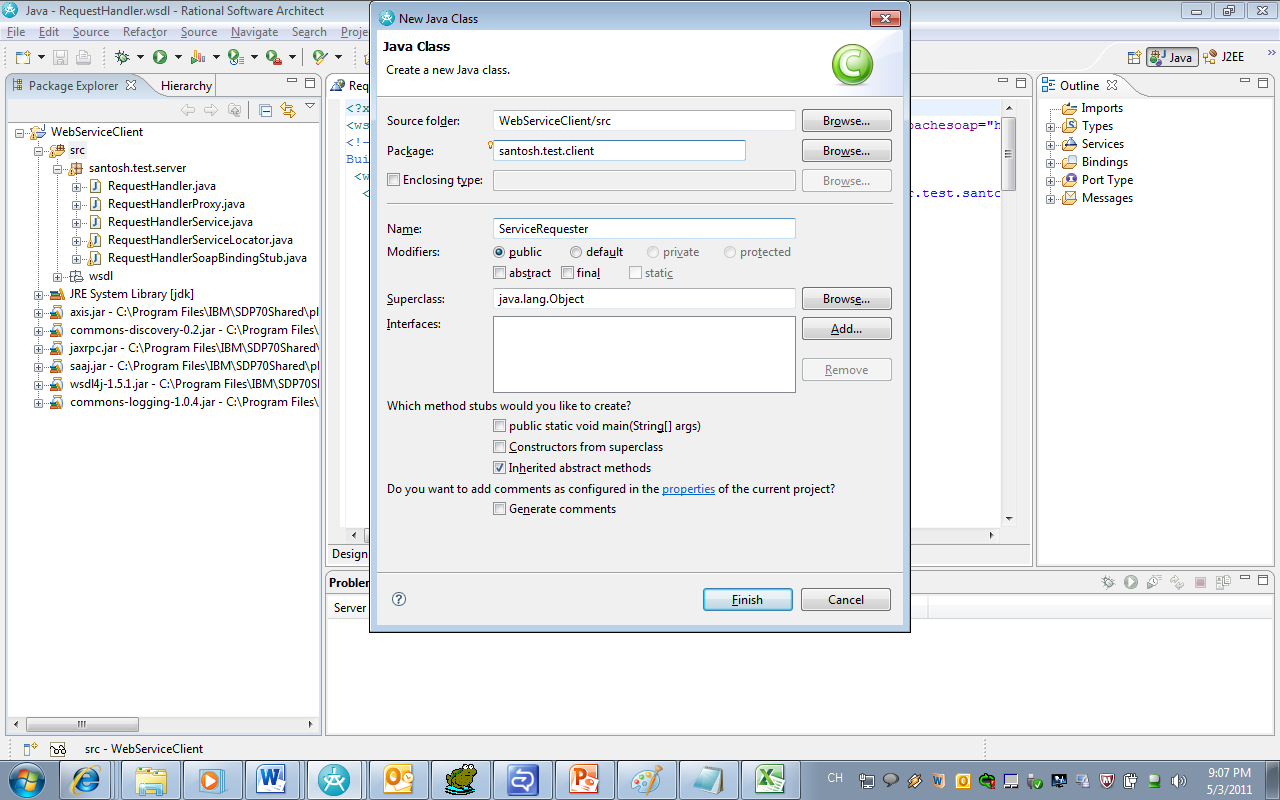 Java - RequestHandler.wsdl - Rational Software Architect
File Edit Source Refactor Source Navigate Search
Java J2EE
Package Explorer Hierarchy
WebServiceClient
src
santosh.test.server
RequestHandler.java
RequestHandlerProxy.java
RequestHandlerService.java
RequestHandlerServiceLocator.java
RequestHandlerSoapBindingStub.java
wsdl
JRE System Library [jdk]
axis.jar - C:\Program Files\IBM\SDP70Shared\pl
commons-discovery-0.2.jar - C:\Program Files\
jaxrpc.jar - C:\Program Files\IBM\SDP70Shared\
saaj.jar - C:\Program Files\IBM\SDP70Shared\pl
wsdl4j-1.5.1.jar - C:\Program Files\IBM\SDP70S
commons-logging-1.0.4.jar - C:\Program Files\
New Java Class
Java Class
Create a new Java class.
Source folder: WebServiceClient/src Browse...
Package: santosh.test.client Browse...
Enclosing type: Browse...
Name: ServiceRequester
Modifiers: public default private protected
abstract final static
Superclass: java.lang.Object Browse...
Interfaces: Add...
Remove
Which method stubs would you like to create?
public static void main(String[] args)
Constructors from superclass
Inherited abstract methods
Do you want to add comments as configured in the properties of the current project?
Generate comments
Finish Cancel
Req
<?x
<ws
pachesoap="h
<!--
Bui
<w
<
r.test.santo
Design
Outline
Imports
Types
Services
Bindings
Port Type
Messages
Problem
Server
src - WebServiceClient
CH
9:07 PM
5/3/2011